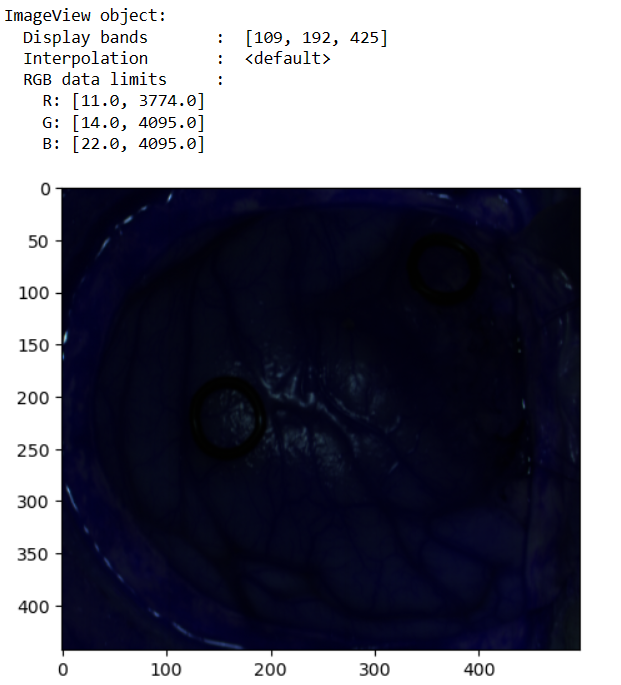 ImageView object:
Display bands : [109, 192, 425]
Interpolation : <default>
RGB data limits :
R: [11.0, 3774.0]
G: [14.0, 4095.0]
B: [22.0, 4095.0]
0
50
100
150
200
250
300
350
400
0 100 200 300 400